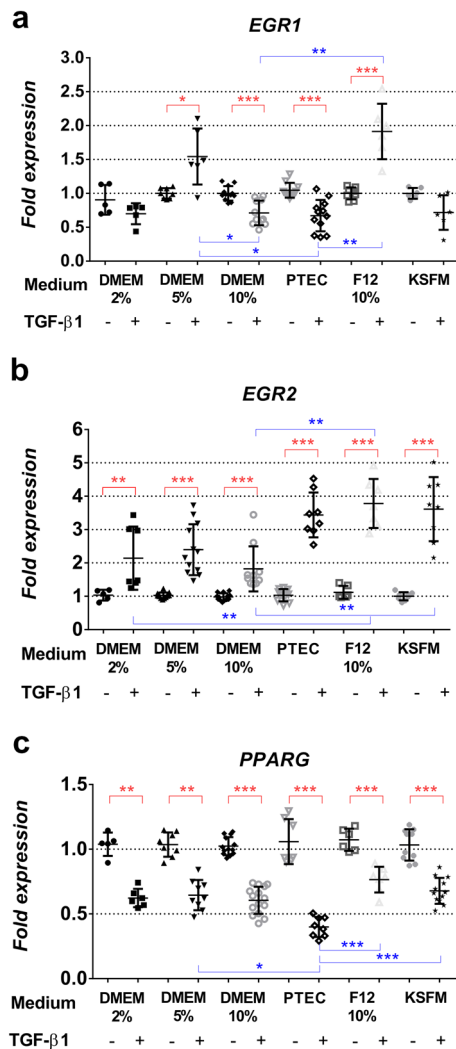 a
EGR1
Fold expression
3.0
2.5
2.0
1.5
1.0
0.5
0.0
* *** *** ***
**
* * **
Medium DMEM 2% DMEM 5% DMEM 10% PTEC F12 10% KSFM
TGF-β1 - + - + - + - + - + - +
b
EGR2
Fold expression
6
5
4
3
2
1
0
**
** *** *** *** *** ***
** **
Medium DMEM 2% DMEM 5% DMEM 10% PTEC F12 10% KSFM
TGF-β1 - + - + - + - + - + - +
c
PPARG
Fold expression
1.5
1.0
0.5
0.0
** ** *** *** *** ***
* *** ***
Medium DMEM 2% DMEM 5% DMEM 10% PTEC F12 10% KSFM
TGF-β1 - + - + - + - + - + - +